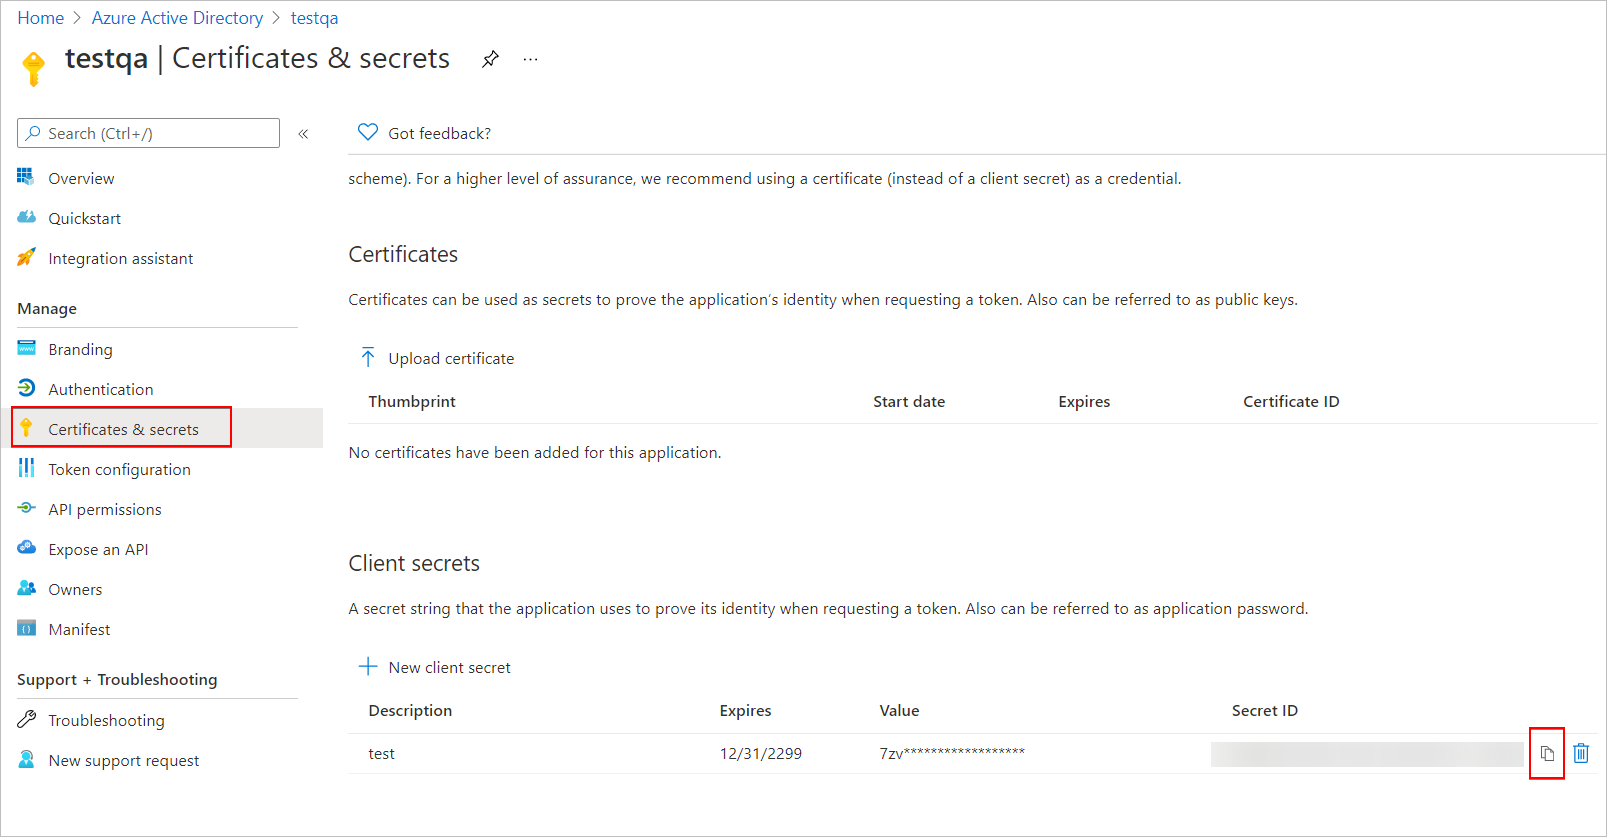 Home > Azure Active Directory > testqa
testqa | Certificates & secrets ...
Search (Ctrl+/) «
Overview
Quickstart
Integration assistant
Manage
Branding
Authentication
Certificates & secrets
Token configuration
API permissions
Expose an API
Owners
Manifest
Support + Troubleshooting
Troubleshooting
New support request
Got feedback?
scheme). For a higher level of assurance, we recommend using a certificate (instead of a client secret) as a credential.
Certificates
Certificates can be used as secrets to prove the application's identity when requesting a token. Also can be referred to as public keys.
Upload certificate
Thumbprint Start date Expires Certificate ID
No certificates have been added for this application.
Client secrets
A secret string that the application uses to prove its identity when requesting a token. Also can be referred to as application password.
New client secret
Description Expires Value Secret ID
test 12/31/2299 7zv******************